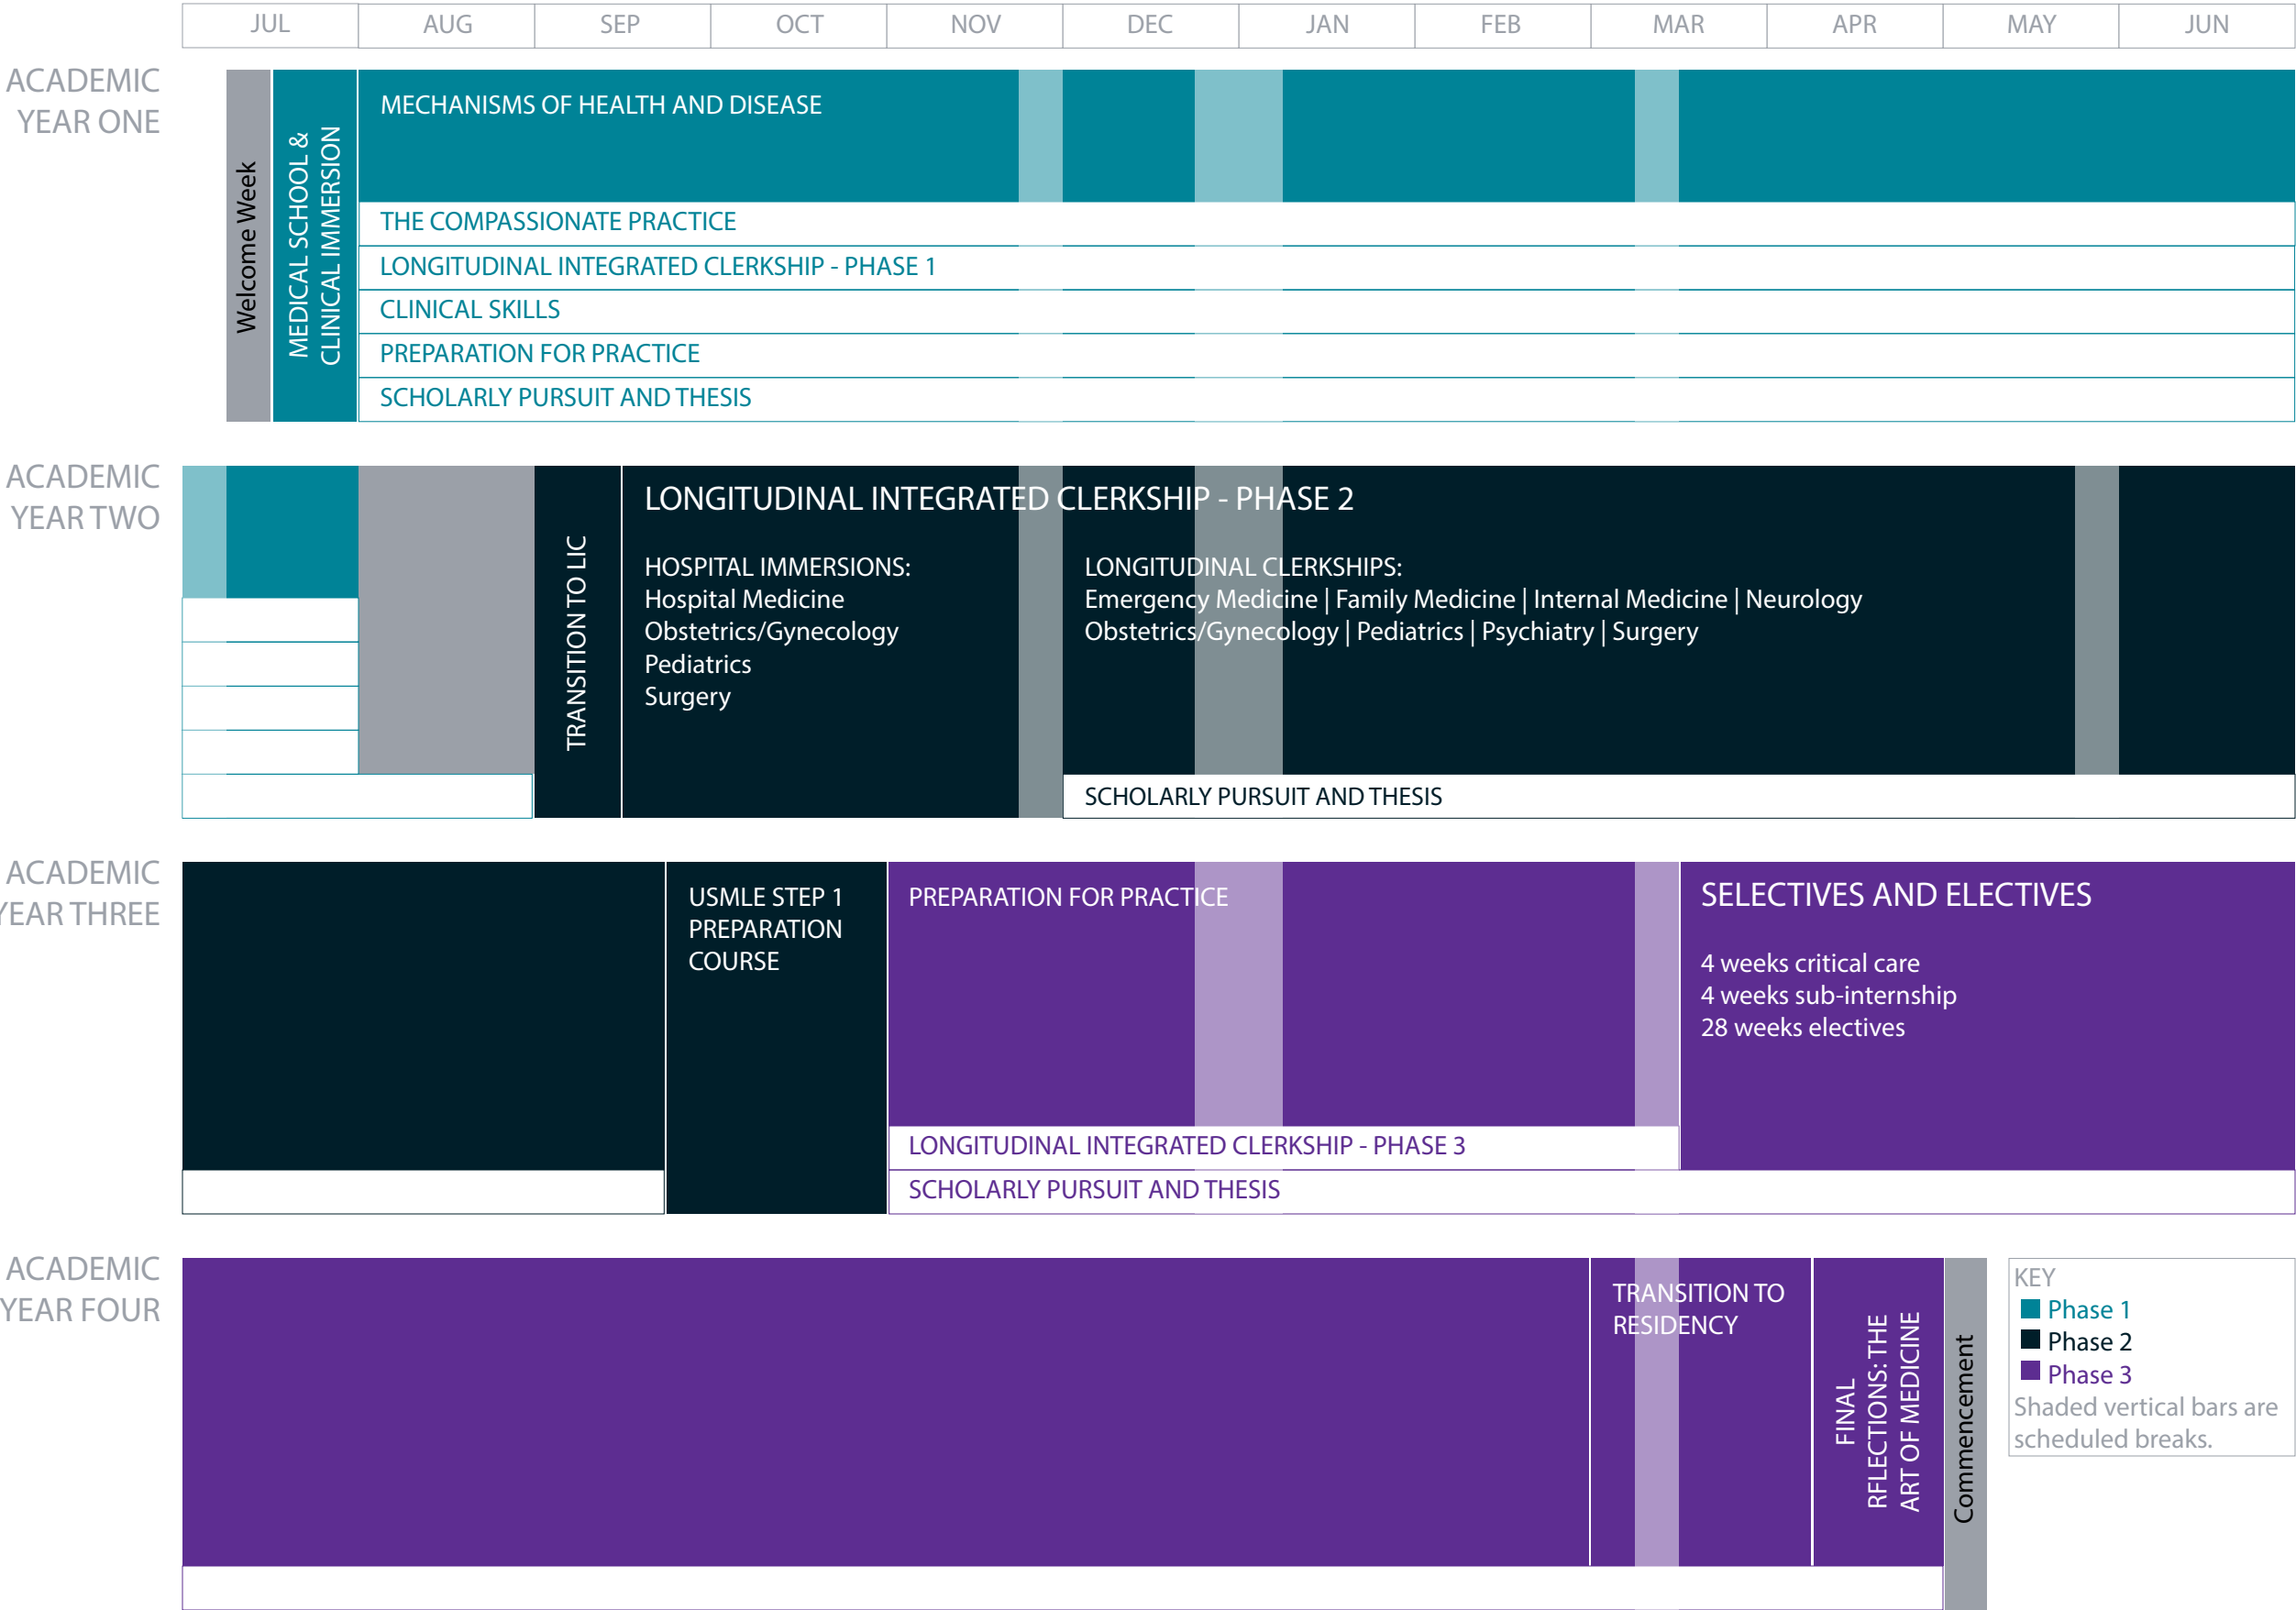 JUL AUG SEP OCT NOV DEC JAN FEB MAR APR MAY JUN
ACADEMIC
YEAR ONE
Welcome Week
MEDICAL SCHOOL &
CLINICAL IMMERSION
MECHANISMS OF HEALTH AND DISEASE
THE COMPASSIONATE PRACTICE
LONGITUDINAL INTEGRATED CLERKSHIP - PHASE 1
CLINICAL SKILLS
PREPARATION FOR PRACTICE
SCHOLARLY PURSUIT AND THESIS
ACADEMIC
YEAR TWO
TRANSITION TO LIC
LONGITUDINAL INTEGRATED CLERKSHIP - PHASE 2
HOSPITAL IMMERSIONS:
Hospital Medicine
Obstetrics/Gynecology
Pediatrics
Surgery
LONGITUDINAL CLERKSHIPS:
Emergency Medicine | Family Medicine | Internal Medicine | Neurology
Obstetrics/Gynecology | Pediatrics | Psychiatry | Surgery
SCHOLARLY PURSUIT AND THESIS
ACADEMIC
YEAR THREE
USMLE STEP 1
PREPARATION
COURSE
PREPARATION FOR PRACTICE
LONGITUDINAL INTEGRATED CLERKSHIP - PHASE 3
SCHOLARLY PURSUIT AND THESIS
SELECTIVES AND ELECTIVES
4 weeks critical care
4 weeks sub-internship
28 weeks electives
ACADEMIC
YEAR FOUR
TRANSITION TO
RESIDENCY
FINAL
RFLECTIONS: THE
ART OF MEDICINE
Commencement
KEY
Phase 1
Phase 2
Phase 3
Shaded vertical bars are
scheduled breaks.